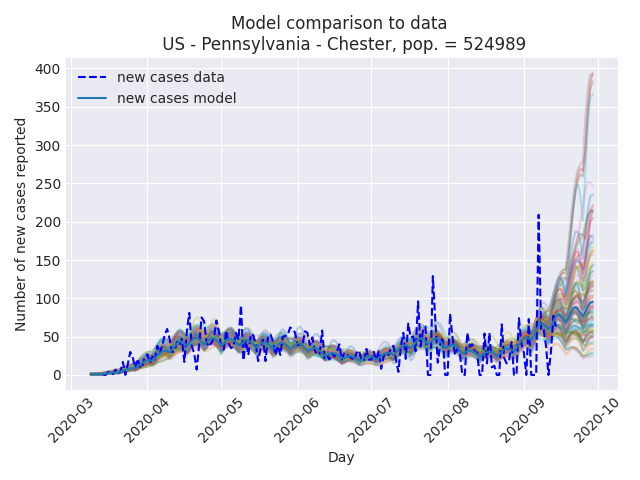 Model comparison to data
US - Pennsylvania - Chester, pop. = 524989
new cases data
new cases model
Number of new cases reported
400
350
300
250
200
150
100
50
0
2020-03
2020-04
2020-05
2020-06
2020-07
2020-08
2020-09
2020-10
Day